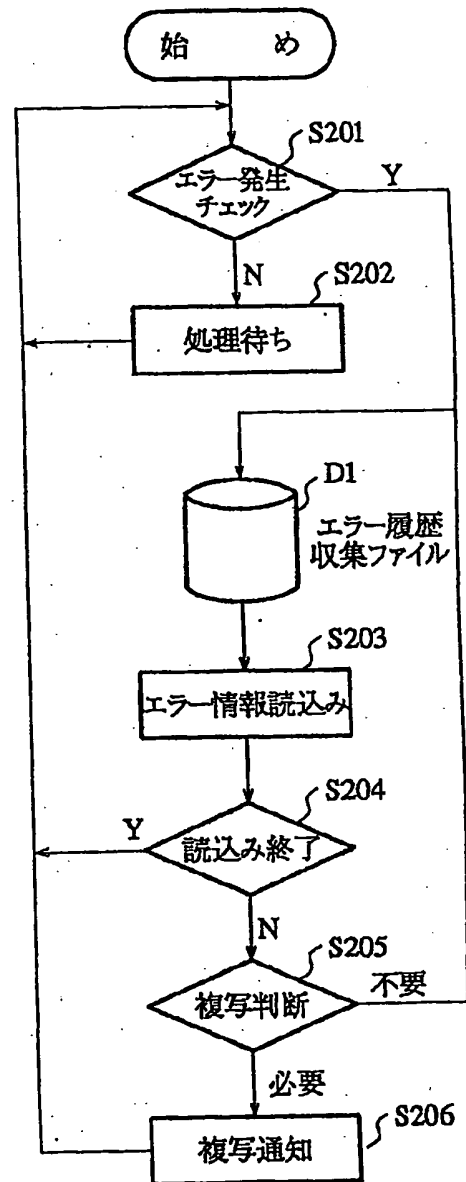 始 め
S201
エラー発生
チェック
Y
N
S202
処理待ち
D1
エラー履歴
収集ファイル
S203
エラー情報読込み
S204
Y
読込み終了
N
S205
複写判断
不要
必要
S206
複写通知